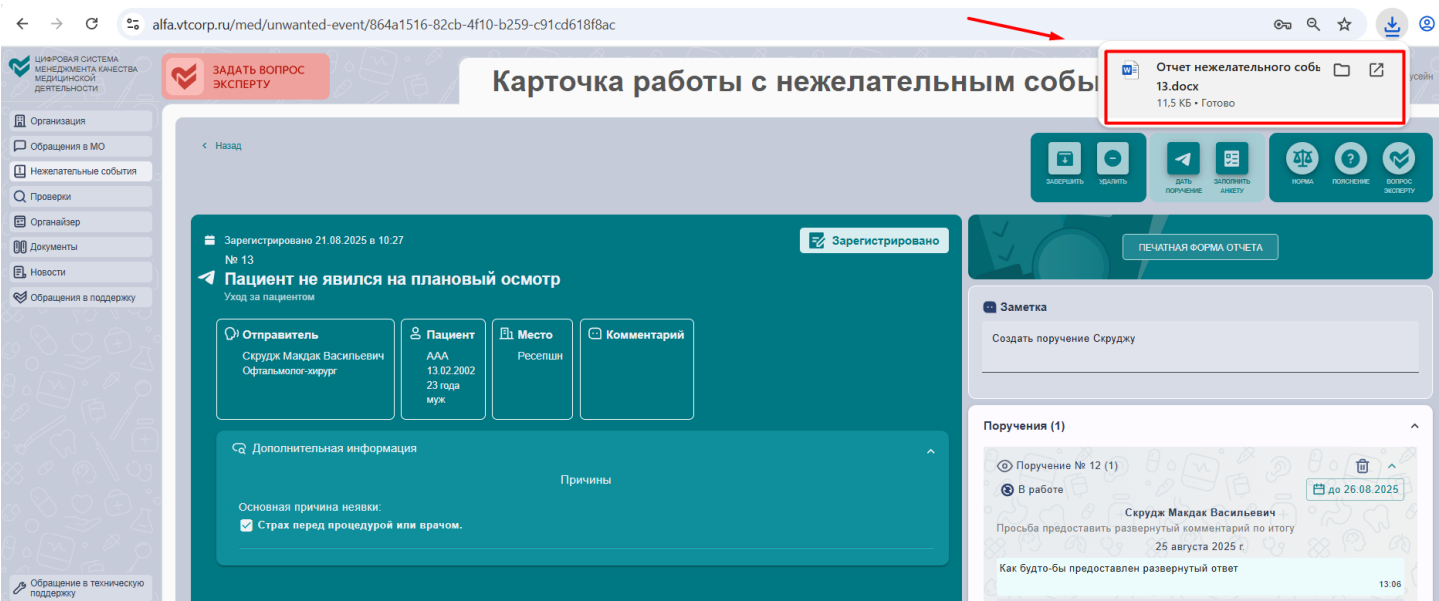 alfa.vtcorp.ru/med/unwanted-event/864a1516-82cb-4f10-b259-c91cd618f8ac
ЦИФРОВАЯ СИСТЕМА
МЕНЕДЖМЕНТА КАЧЕСТВА
МЕДИЦИНСКОЙ
ДЕЯТЕЛЬНОСТИ
ЗАДАТЬ ВОПРОС
ЭКСПЕРТУ
Карточка работы с нежелательным собы
Отчет нежелательного собь
13.docx
11,5 КБ • Готово
усейн
Организация
Обращения в МО
Нежелательные события
Проверки
Органайзер
Документы
Новости
Обращения в поддержку
Обращение в техническую
поддержку
Назад
ЗАВЕРШИТЬ
УДАЛИТЬ
ДАТЬ
ПОРУЧЕНИЕ
ЗАПОЛНИТЬ
АНКЕТУ
НОРМА
ПОЯСНЕНИЕ
ВОПРОС
ЭКСПЕРТУ
Зарегистрировано 21.08.2025 в 10:27
Зарегистрировано
№ 13
Пациент не явился на плановый осмотр
Уход за пациентом
Отправитель
Скрудж Макдак Васильевич
Офтальмолог-хирург
Пациент
ААА
13.02.2002
23 года
муж
Место
Ресепшн
Комментарий
Дополнительная информация
Причины
Основная причина неявки:
Страх перед процедурой или врачом.
ПЕЧАТНАЯ ФОРМА ОТЧЕТА
Заметка
Создать поручение Скруджу
Поручения (1)
Поручение № 12 (1)
В работе
до 26.08.2025
Скрудж Макдак Васильевич
Просьба предоставить развернутый комментарий по итогу
25 августа 2025 г.
Как будто-бы предоставлен развернутый ответ
13:06